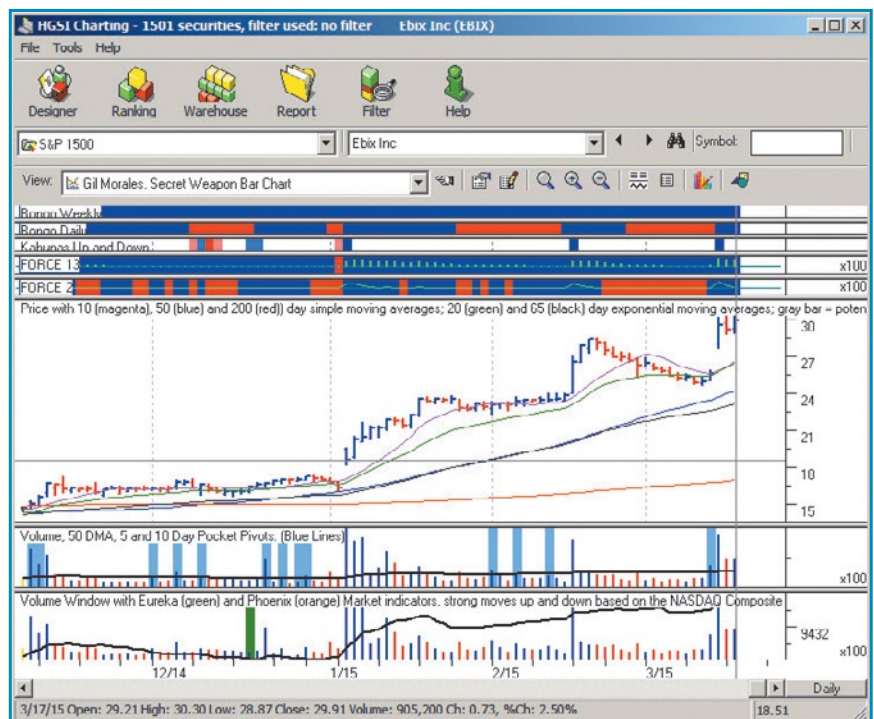 HGSI Charting - 1501 securities, filter used: no filter Ebix Inc (EBIX)
File Tools Help
Designer Ranking Warehouse Report Filter Help
S&P 1500 Ebix Inc Symbol:
View: Gil Morales. Secret Weapon Bar Chart
Bongo Weekly
Bongo Daily
Kahunas Up and Down
FORCE 13 x100
FORCE 2 x100
Price with 10 (magenta), 50 (blue) and 200 (red)) day simple moving averages; 20 (green) and 65 (black) day exponential moving averages; gray bar = poten
30
27
24
21
18
15
Volume, 50 DMA, 5 and 10 Day Pocket Pivots. (Blue Lines)
x100
Volume Window with Eureka (green) and Phoenix (orange) Market indicators. strong moves up and down based on the NASDAQ Composite
9432
x100
12/14 1/15 2/15 3/15
Daily
3/17/15 Open: 29.21 High: 30.30 Low: 28.87 Close: 29.91 Volume: 905,200 Ch: 0.73, %Ch: 2.50% 18.51